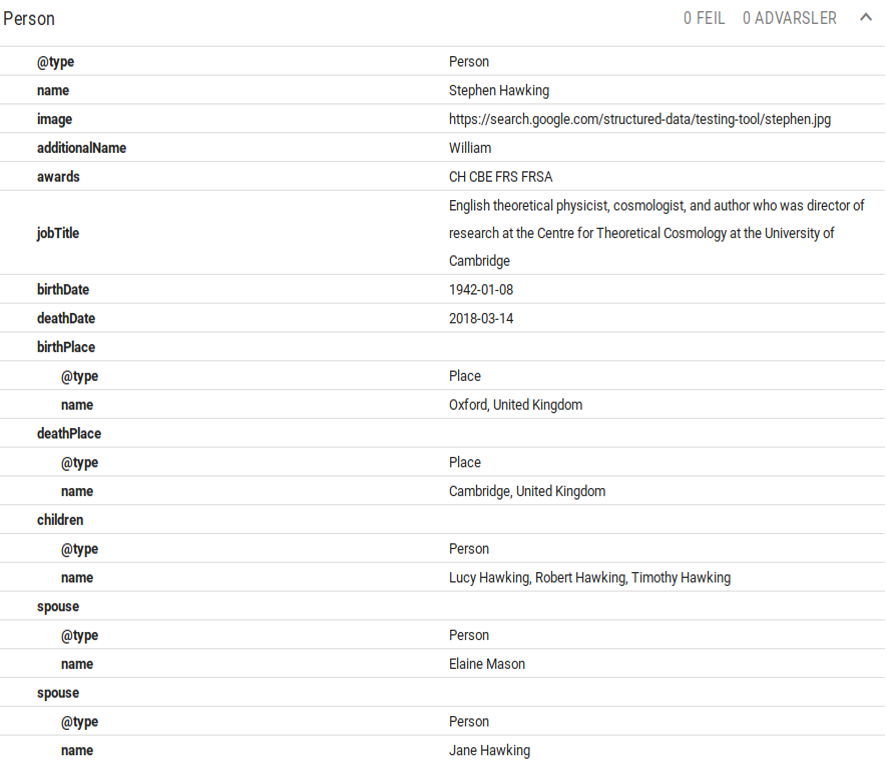 Person 0 FEIL 0 ADVARSLER
@type Person
name Stephen Hawking
image https://search.google.com/structured-data/testing-tool/stephen.jpg
additionalName William
awards CH CBE FRS FRSA
jobTitle English theoretical physicist, cosmologist, and author who was director of
research at the Centre for Theoretical Cosmology at the University of
Cambridge
birthDate 1942-01-08
deathDate 2018-03-14
birthPlace
@type Place
name Oxford, United Kingdom
deathPlace
@type Place
name Cambridge, United Kingdom
children
@type Person
name Lucy Hawking, Robert Hawking, Timothy Hawking
spouse
@type Person
name Elaine Mason
spouse
@type Person
name Jane Hawking